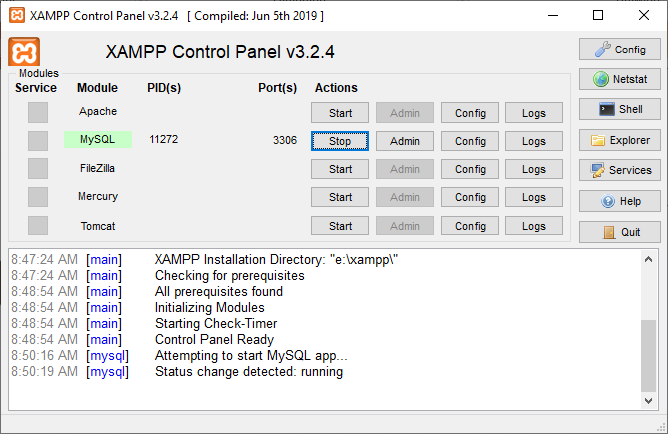 XAMPP Control Panel v3.2.4 [ Compiled: Jun 5th 2019 ]
XAMPP Control Panel v3.2.4
Config
Modules
Service Module PID(s) Port(s) Actions
Netstat
Apache Start Admin Config Logs
Shell
MySQL 11272 3306 Stop Admin Config Logs
Explorer
FileZilla Start Admin Config Logs
Services
Mercury Start Admin Config Logs
Help
Tomcat Start Admin Config Logs
Quit
8:47:24 AM [main] XAMPP Installation Directory: "e:\xampp\"
8:47:24 AM [main] Checking for prerequisites
8:48:54 AM [main] All prerequisites found
8:48:54 AM [main] Initializing Modules
8:48:54 AM [main] Starting Check-Timer
8:48:54 AM [main] Control Panel Ready
8:50:16 AM [mysql] Attempting to start MySQL app...
8:50:19 AM [mysql] Status change detected: running